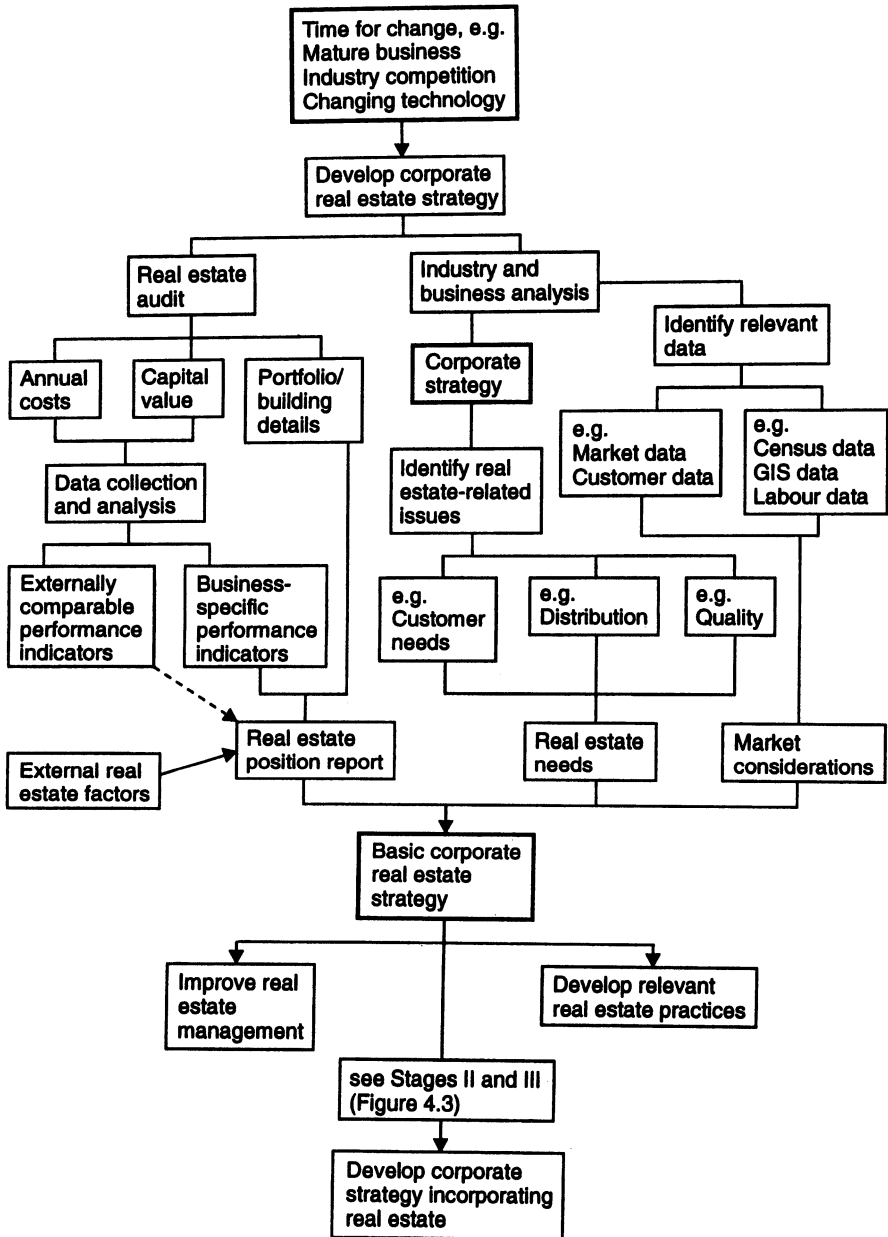 Time for change, e.g.
Mature business
Industry competition
Changing technology
Develop corporate
real estate strategy
Real estate
audit
Industry and
business analysis
Identify relevant
data
Annual
costs
Capital
value
Portfolio/
building
details
Corporate
strategy
e.g.
Market data
Customer data
e.g.
Census data
GIS data
Labour data
Data collection
and analysis
Identify real
estate-related
issues
Externally
comparable
performance
indicators
Business-
specific
performance
indicators
e.g.
Customer
needs
e.g.
Distribution
e.g.
Quality
External real
estate factors
Real estate
position report
Real estate
needs
Market
considerations
Basic corporate
real estate
strategy
Improve real
estate
management
Develop relevant
real estate practices
see Stages II and III
(Figure 4.3)
Develop corporate
strategy incorporating
real estate